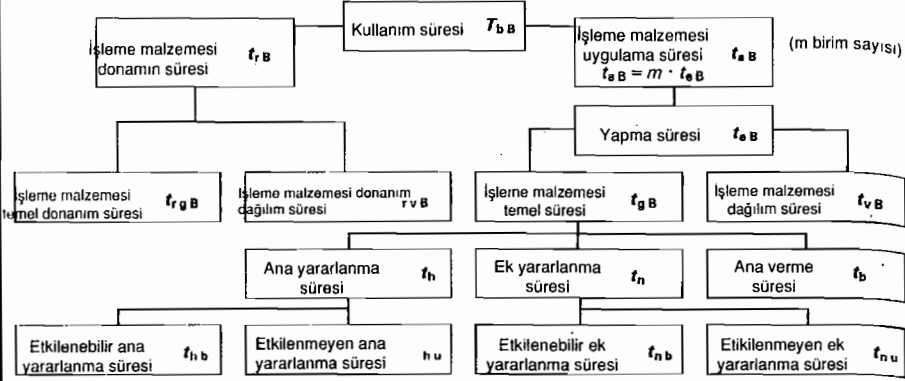 Kullanım süresi T b B
İşleme malzemesi
donamın süresi t r B
İşleme malzemesi
uygulama süresi t a B
t a B = m · t e B
(m birim sayısı)
Yapma süresi t e B
İşleme malzemesi
temel donanım süresi t r g B
İşleme malzemesi donanım
dağılım süresi r v B
İşleme malzemesi
temel süresi t g B
İşleme malzemesi
dağılım süresi t v B
Ana yararlanma
süresi t h
Ek yararlanma
süresi t n
Ana verme
süresi t b
Etkilenebilir ana
yararlanma süresi t h b
Etkilenmeyen ana
yararlanma süresi h u
Etkilenebilir ek
yararlanma süresi t n b
Etikilenmeyen ek
yararlanma süresi t n u